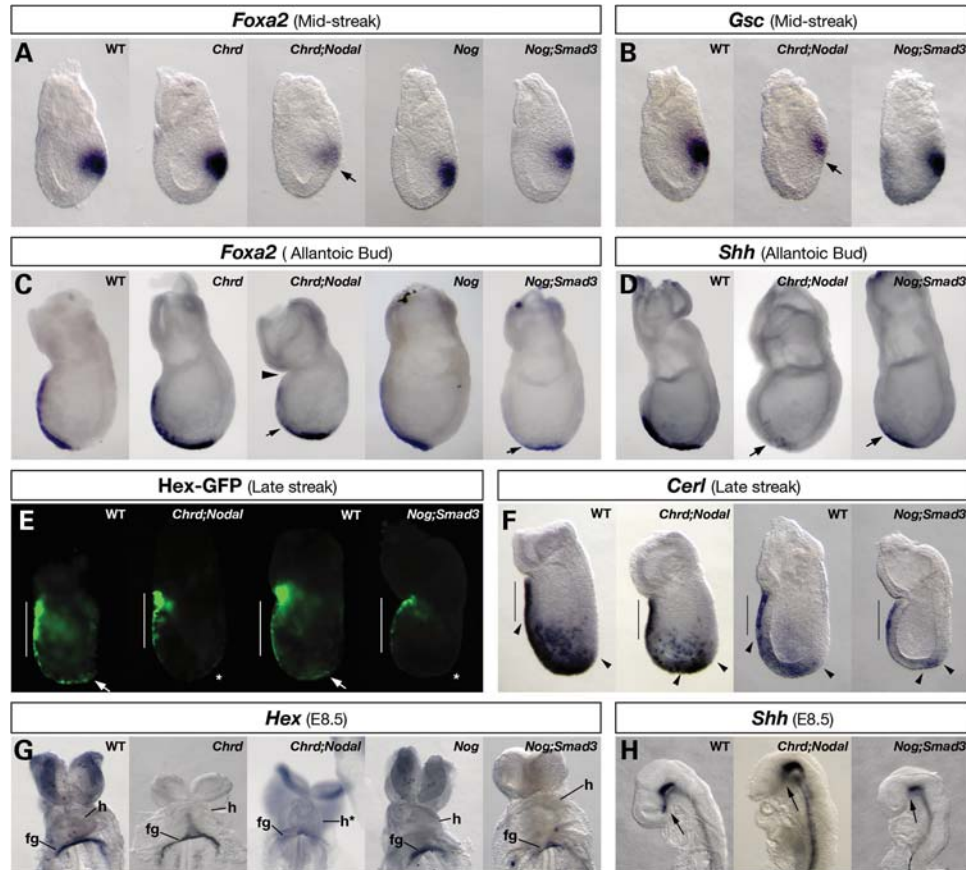 Foxa2 (Mid-streak)
Gsc (Mid-streak)
A WT Chrd Chrd;Nodal Nog Nog;Smad3
B WT Chrd;Nodal Nog;Smad3
Foxa2 ( Allantoic Bud)
Shh (Allantoic Bud)
C WT Chrd Chrd;Nodal Nog Nog;Smad3
D WT Chrd;Nodal Nog;Smad3
Hex-GFP (Late streak)
Cerl (Late streak)
E WT Chrd;Nodal WT Nog;Smad3
* *
F WT Chrd;Nodal WT Nog;Smad3
Hex (E8.5)
Shh (E8.5)
G WT Chrd Chrd;Nodal Nog Nog;Smad3
h h h* h h
fg fg fg fg fg
H WT Chrd;Nodal Nog;Smad3